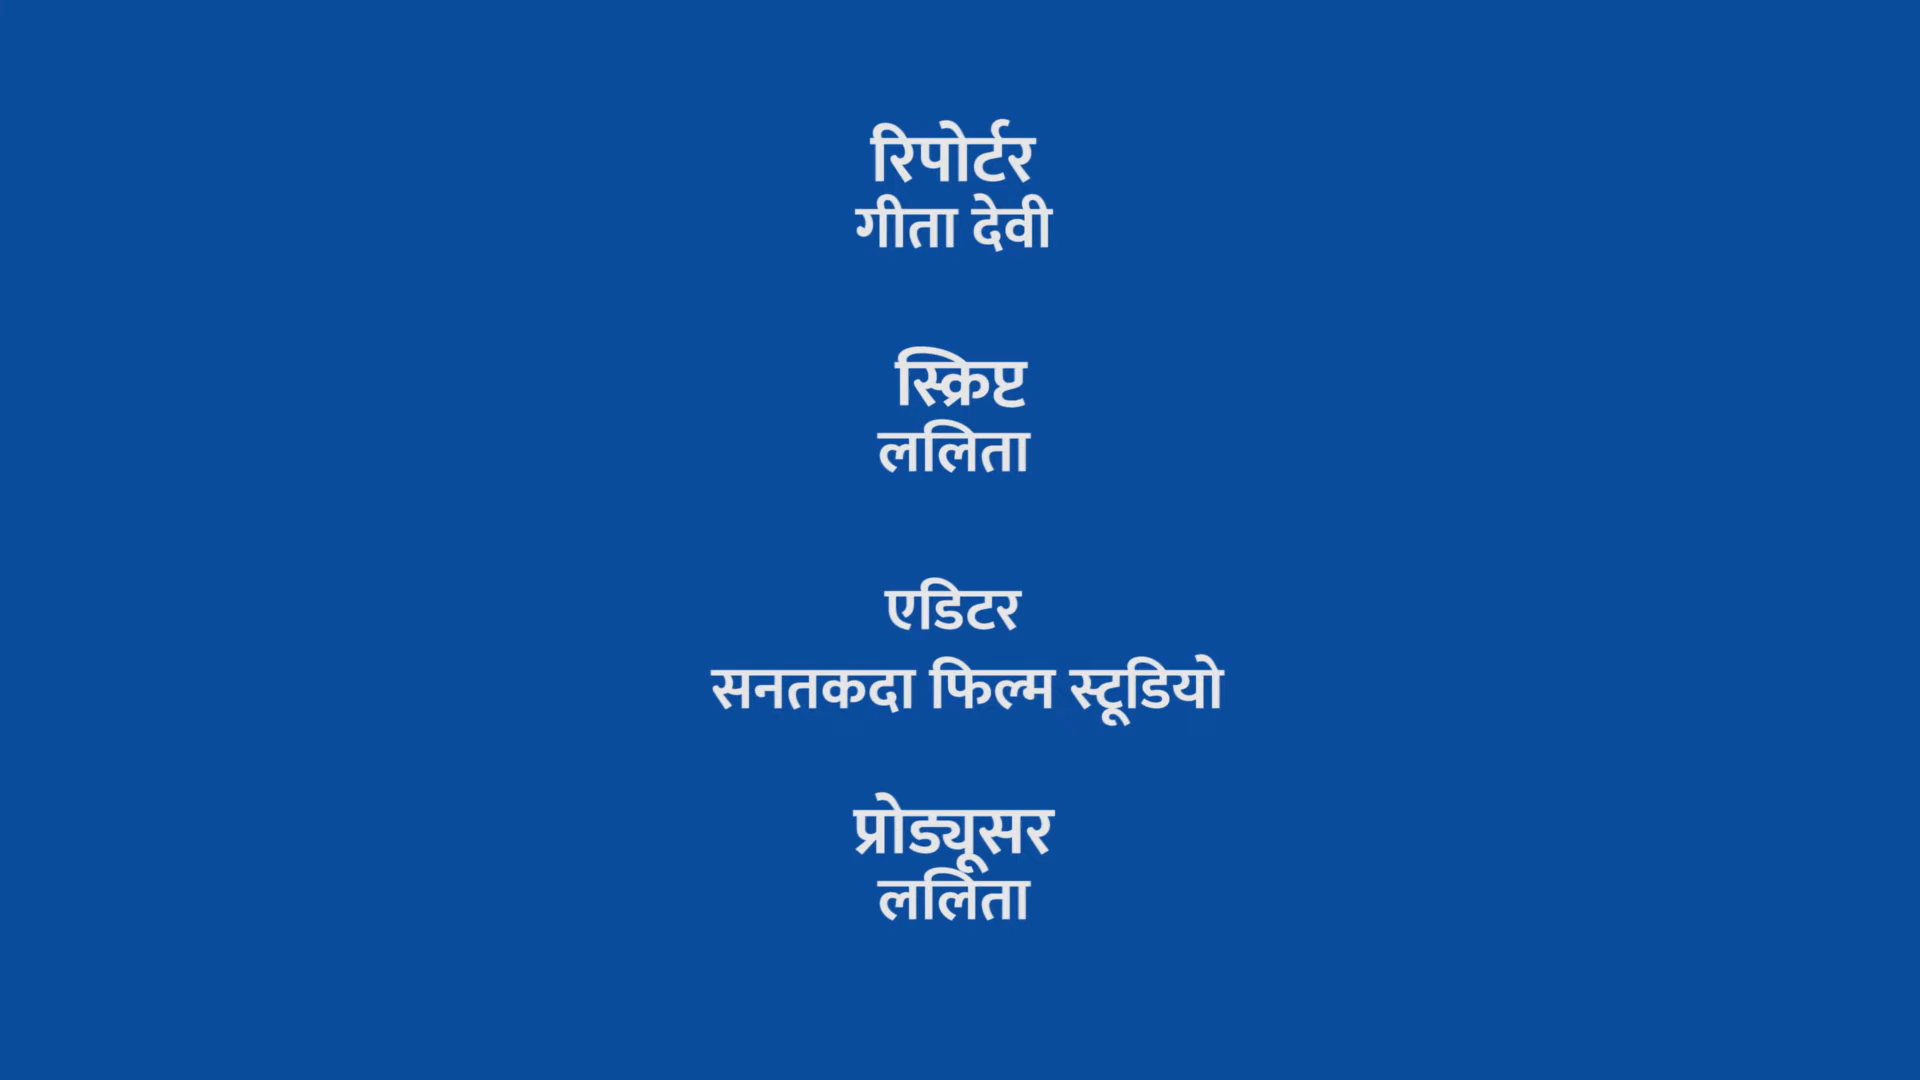 रिपोर्टर
गीता देवी
स्क्रिप्ट
ललिता
एडिटर
सनतकदा फिल्म स्टूडियो
प्रोड्यूसर
ललिता